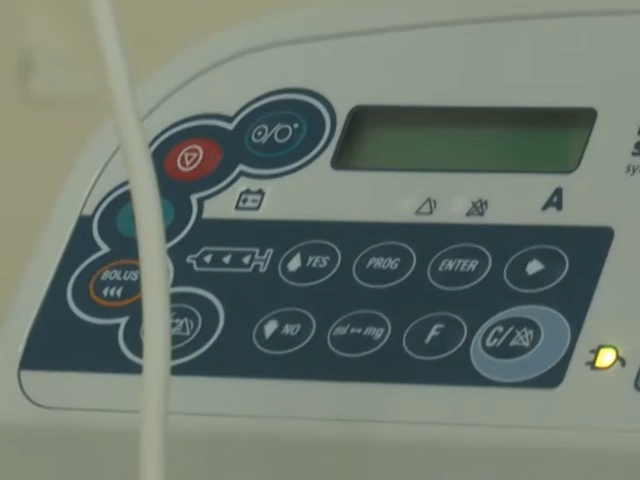 A
YES
PROG
ENTER
BOLUS
NO
ml↔mg
F
C/